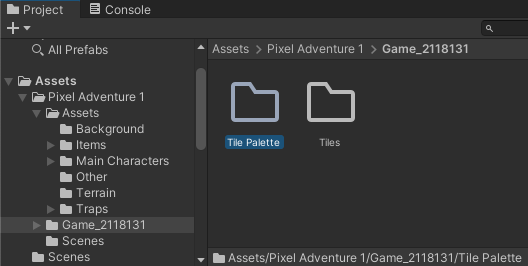 Project
Console
All Prefabs
Assets > Pixel Adventure 1 > Game_2118131
Assets
Pixel Adventure 1
Assets
Background
Items
Main Characters
Other
Terrain
Traps
Game_2118131
Scenes
Scenes
Tile Palette
Tiles
Assets/Pixel Adventure 1/Game_2118131/Tile Palette